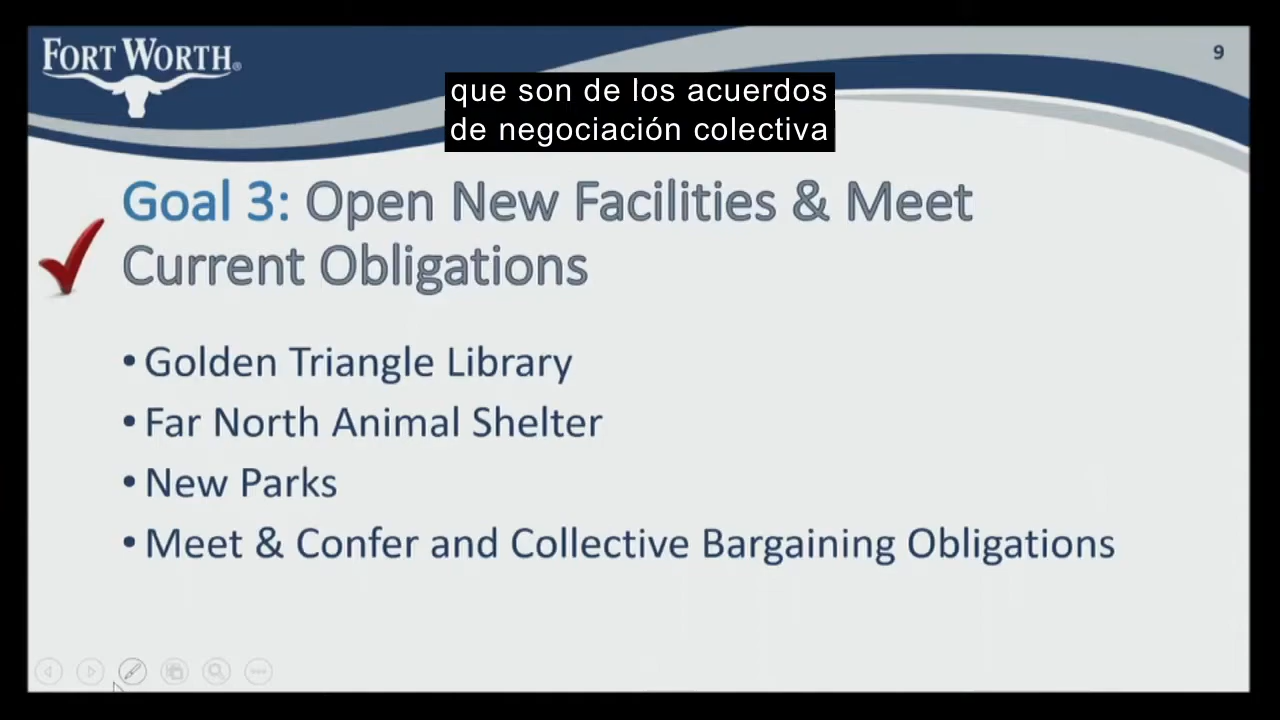 FORT WORTH®
9
que son de los acuerdos
de negociación colectiva
Goal 3: Open New Facilities & Meet
Current Obligations
• Golden Triangle Library
• Far North Animal Shelter
• New Parks
• Meet & Confer and Collective Bargaining Obligations